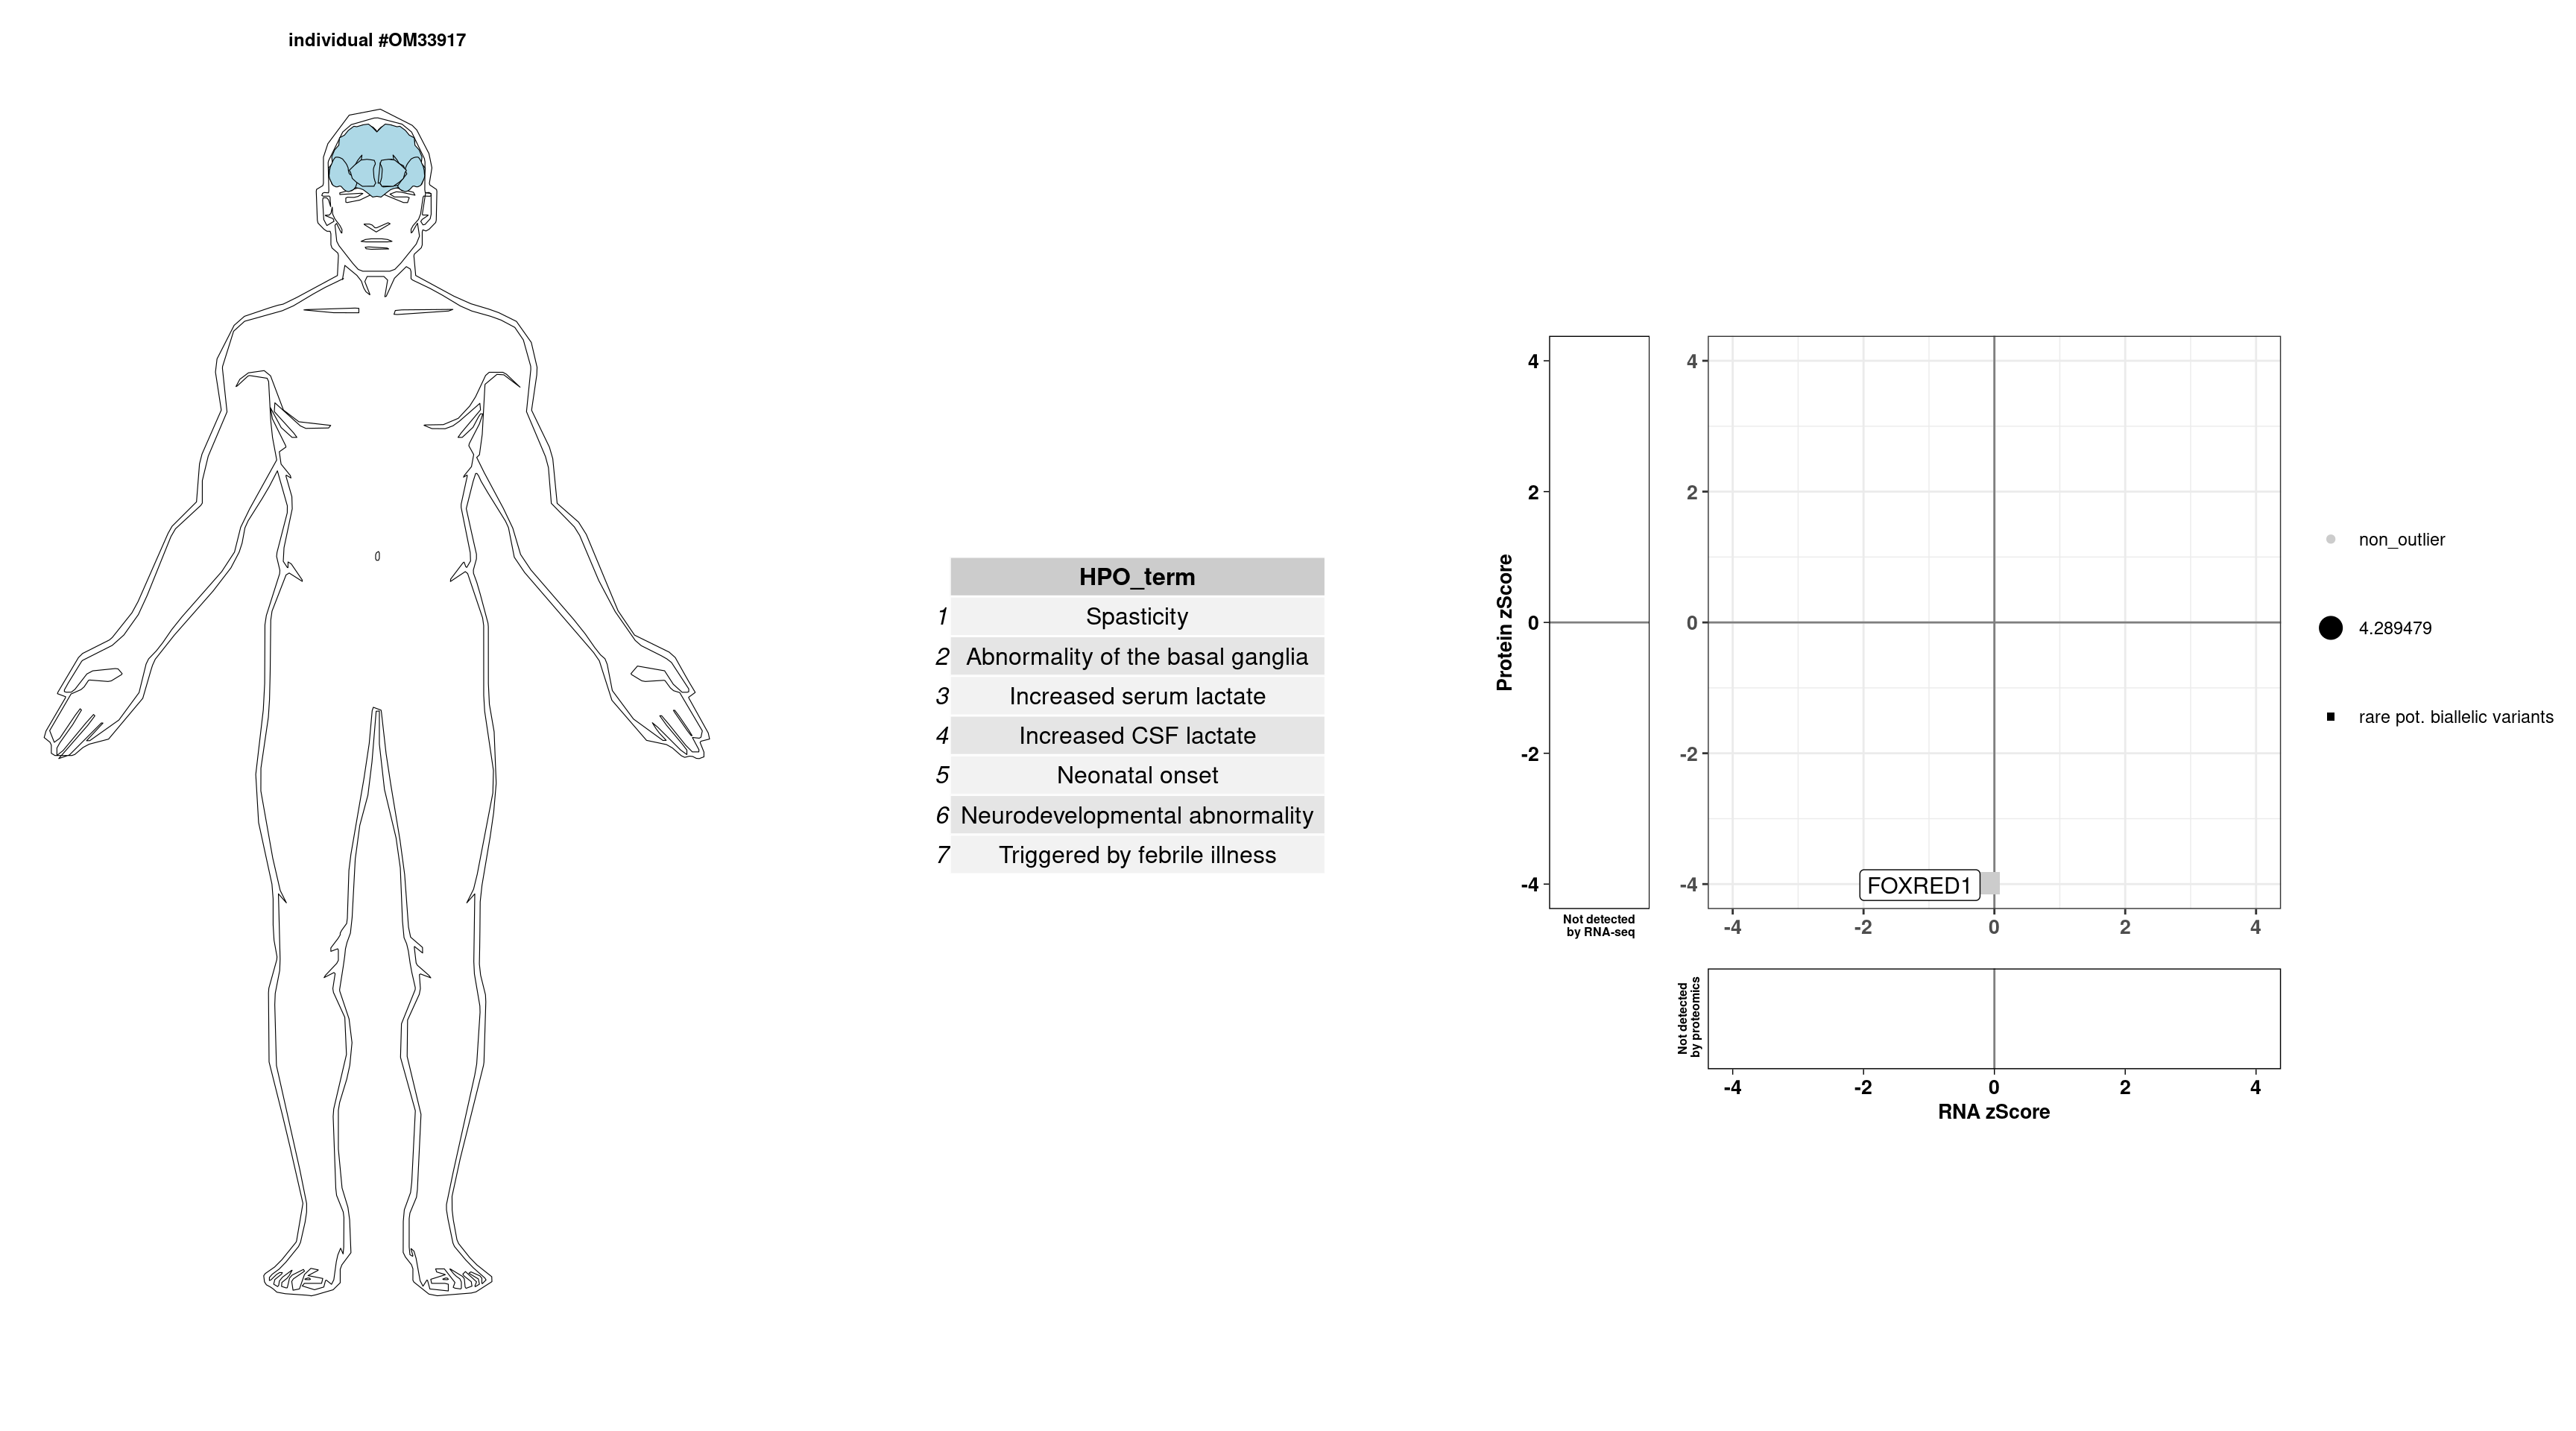 individual #OM33917
HPO_term
1 Spasticity
2 Abnormality of the basal ganglia
3 Increased serum lactate
4 Increased CSF lactate
5 Neonatal onset
6 Neurodevelopmental abnormality
7 Triggered by febrile illness
Protein zScore
4
2
0
-2
-4
Not detected
by RNA-seq
4
2
0
-2
-4
FOXRED1
-4 -2 0 2 4
Not detected
by proteomics
-4 -2 0 2 4
RNA zScore
non_outlier
4.289479
rare pot. biallelic variants